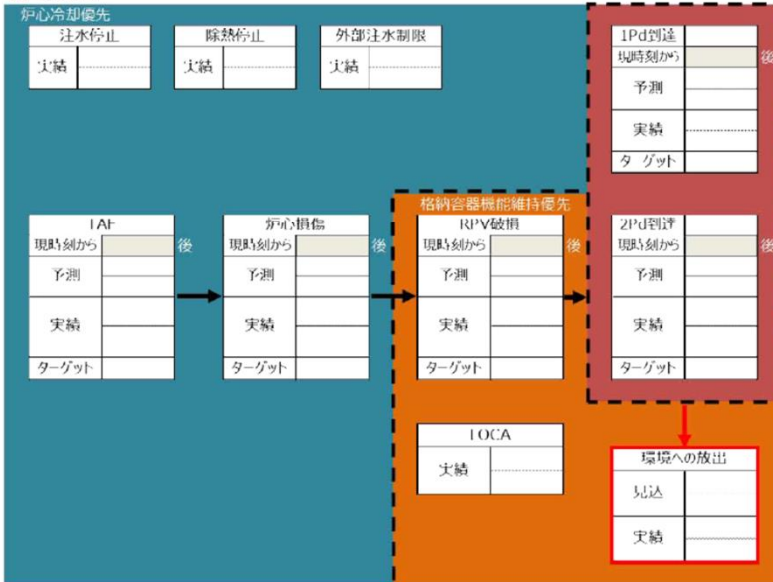 炉心冷却優先
注水停止
実績
除熱停止
実績
外部注水制限
実績
1Pd到達
現時刻から
後
予測
実績
ターゲット
TAF
現時刻から
後
予測
実績
ターゲット
炉心損傷
現時刻から
後
予測
実績
ターゲット
格納容器機能維持優先
RPV破損
現時刻から
後
予測
実績
ターゲット
2Pd到達
現時刻から
後
予測
実績
ターゲット
LOCA
実績
環境への放出
見込
実績